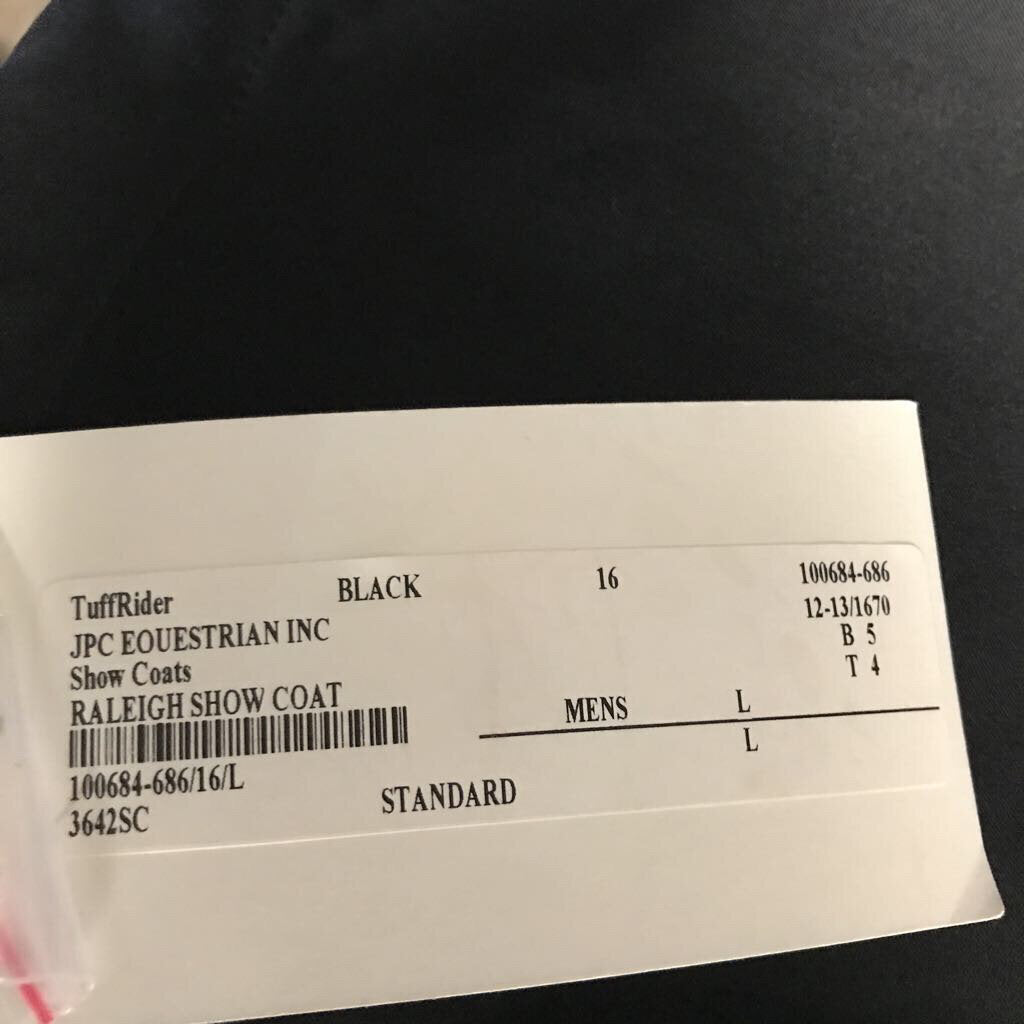 TuffRider BLACK 16 100684-686
JPC EQUESTRIAN INC 12-13/1670
Show Coats B 5
RALEIGH SHOW COAT T 4
MENS L
L
100684-686/16/L
3642SC STANDARD